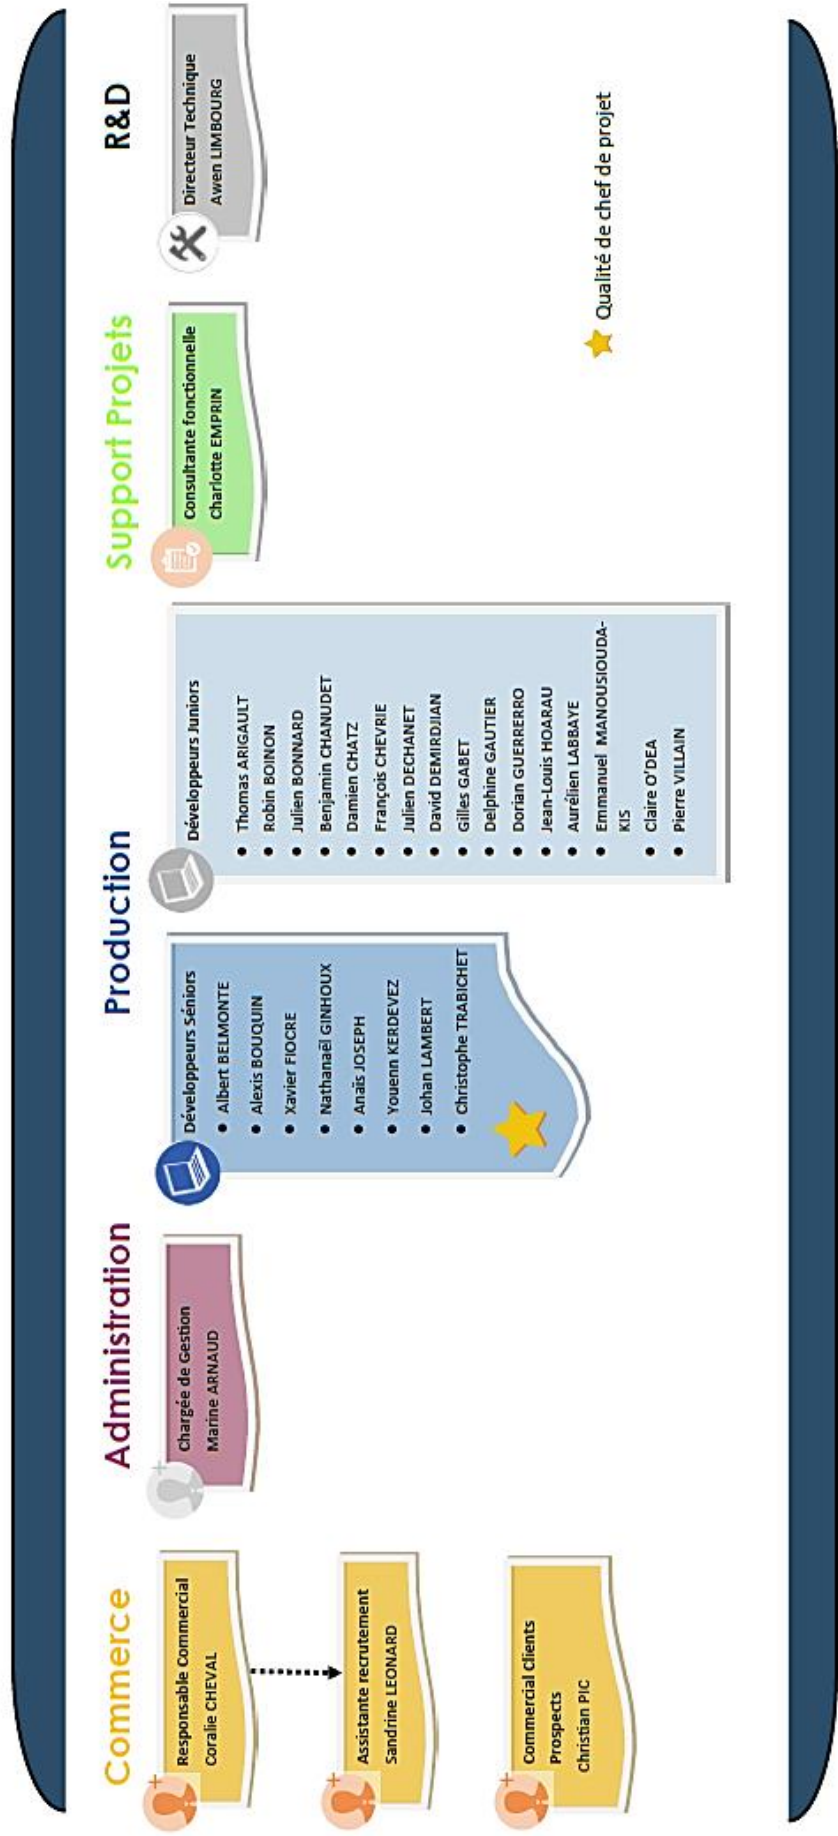 Commerce
Responsable Commercial
Coralie CHEVAL
Assistante recrutement
Sandrine LEONARD
Commercial Clients
Prospects
Christian PIC
Administration
Chargée de Gestion
Marine ARNAUD
Production
Développeurs Séniors
• Albert BELMONTE
• Alexis BOUQUIN
• Xavier FIOCRE
• Nathanaël GINHOUX
• Anaïs JOSEPH
• Youenn KERDEVEZ
• Johan LAMBERT
• Christophe TRABICHET
Développeurs Juniors
• Thomas ARIGAULT
• Robin BOINON
• Julien BONNARD
• Benjamin CHANUDET
• Damien CHATZ
• François CHEVRIE
• Julien DECHANET
• David DEMIRDJIAN
• Gilles GABET
• Delphine GAUTIER
• Dorian GUERRERRO
• Jean-Louis HOARAU
• Aurélien LABBAYE
• Emmanuel MANOUSIOUDA-
KIS
• Claire O'DEA
• Pierre VILLAIN
Support Projets
Consultante fonctionnelle
Charlotte EMPRIN
R&D
Directeur Technique
Awen LIMBOURG
Qualité de chef de projet